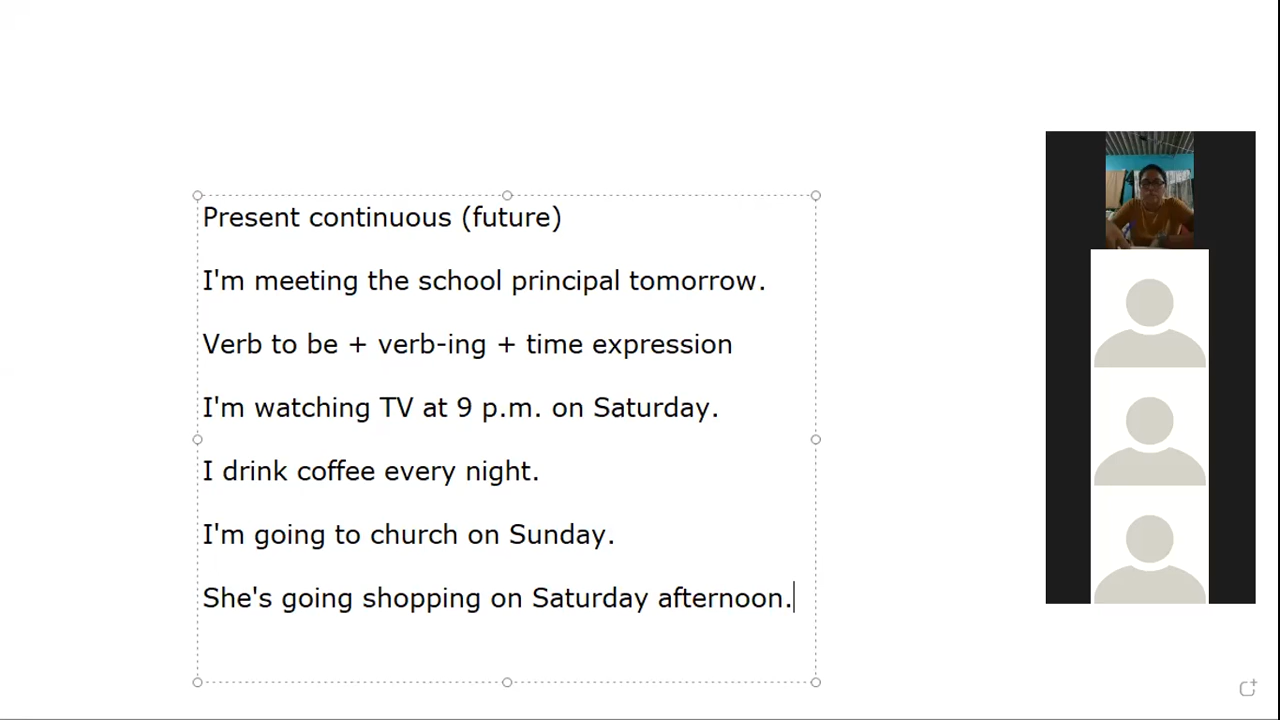 Present continuous (future)
I'm meeting the school principal tomorrow.
Verb to be + verb-ing + time expression
I'm watching TV at 9 p.m. on Saturday.
I drink coffee every night.
I'm going to church on Sunday.
She's going shopping on Saturday afternoon.